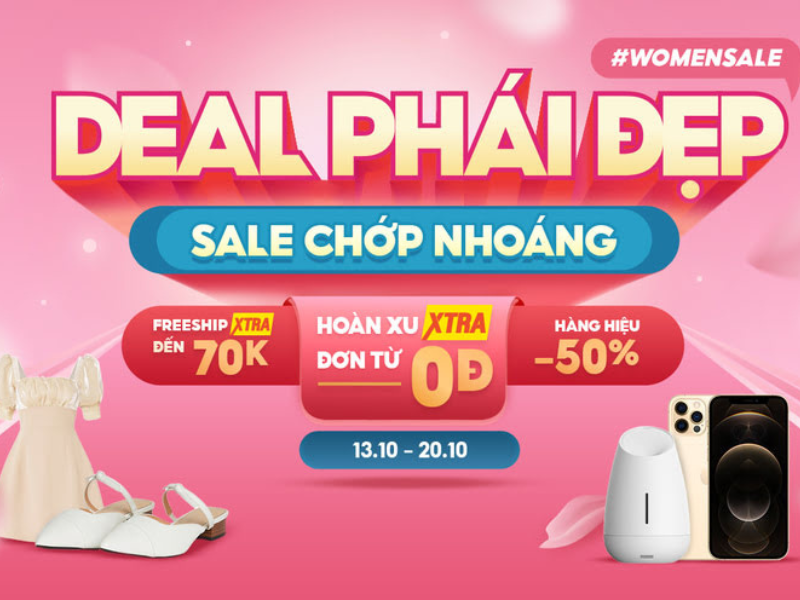 #WOMENSALE
DEAL PHÁI ĐẸP
SALE CHỚP NHOÁNG
FREESHIP XTRA
ĐẾN 70K
HOÀN XU XTRA
ĐƠN TỪ 0Đ
HÀNG HIỆU
-50%
13.10 - 20.10